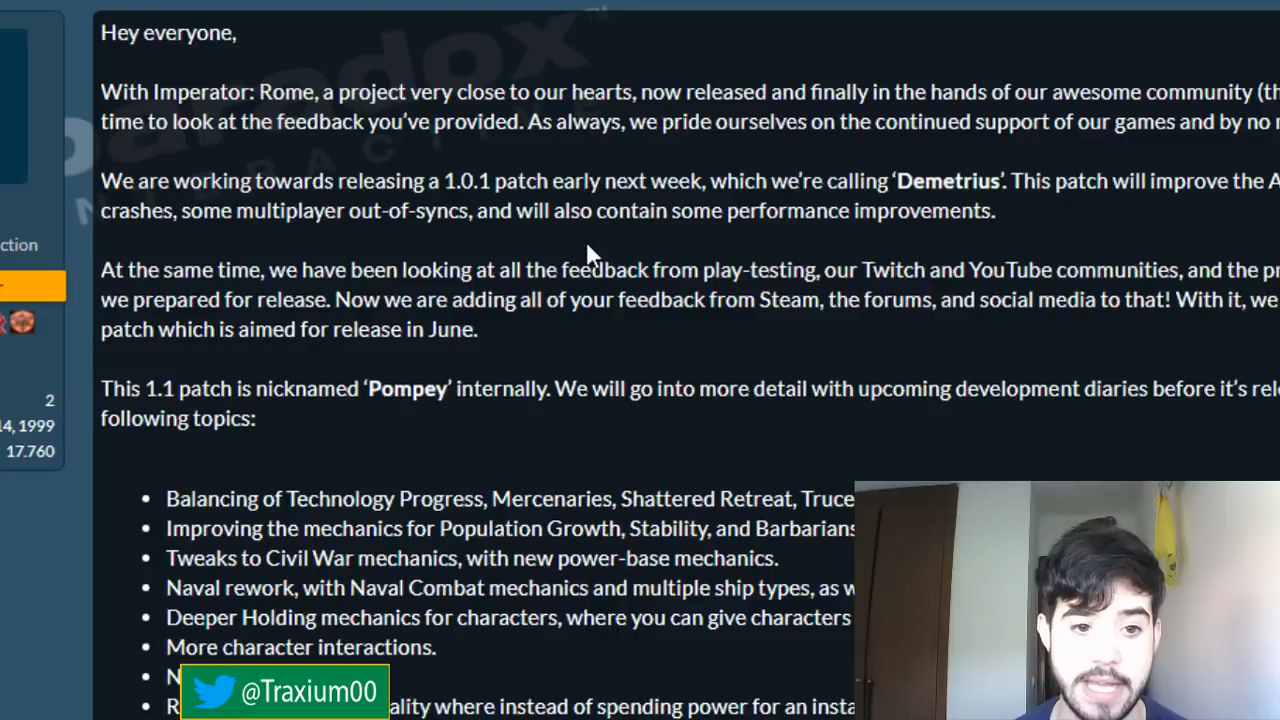 Hey everyone,
With Imperator: Rome, a project very close to our hearts, now released and finally in the hands of our awesome community (th
time to look at the feedback you've provided. As always, we pride ourselves on the continued support of our games and by no
We are working towards releasing a 1.0.1 patch early next week, which we're calling 'Demetrius'. This patch will improve the A
crashes, some multiplayer out-of-syncs, and will also contain some performance improvements.
ction
At the same time, we have been looking at all the feedback from play-testing, our Twitch and YouTube communities, and the pr
we prepared for release. Now we are adding all of your feedback from Steam, the forums, and social media to that! With it, we
patch which is aimed for release in June.
This 1.1 patch is nicknamed 'Pompey' internally. We will go into more detail with upcoming development diaries before it's rele
following topics:
2
14, 1999
17.760
• Balancing of Technology Progress, Mercenaries, Shattered Retreat, Truce
• Improving the mechanics for Population Growth, Stability, and Barbarians
• Tweaks to Civil War mechanics, with new power-base mechanics.
• Naval rework, with Naval Combat mechanics and multiple ship types, as w
• Deeper Holding mechanics for characters, where you can give characters
• More character interactions.
• N
• R ality where instead of spending power for an insta
@Traxium00
paradox
INTERACTIVE